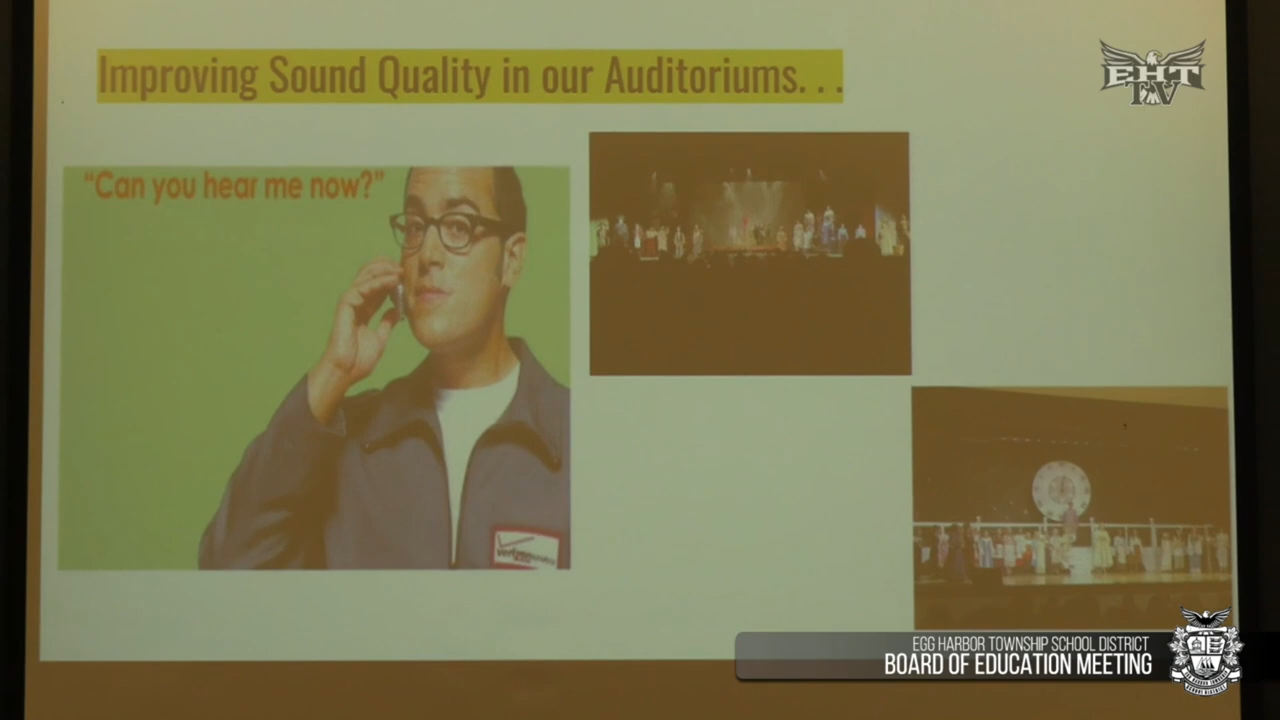 Improving Sound Quality in our Auditoriums. . .
EHT
TV
"Can you hear me now?"
verizon
EGG HARBOR TOWNSHIP SCHOOL DISTRICT
BOARD OF EDUCATION MEETING